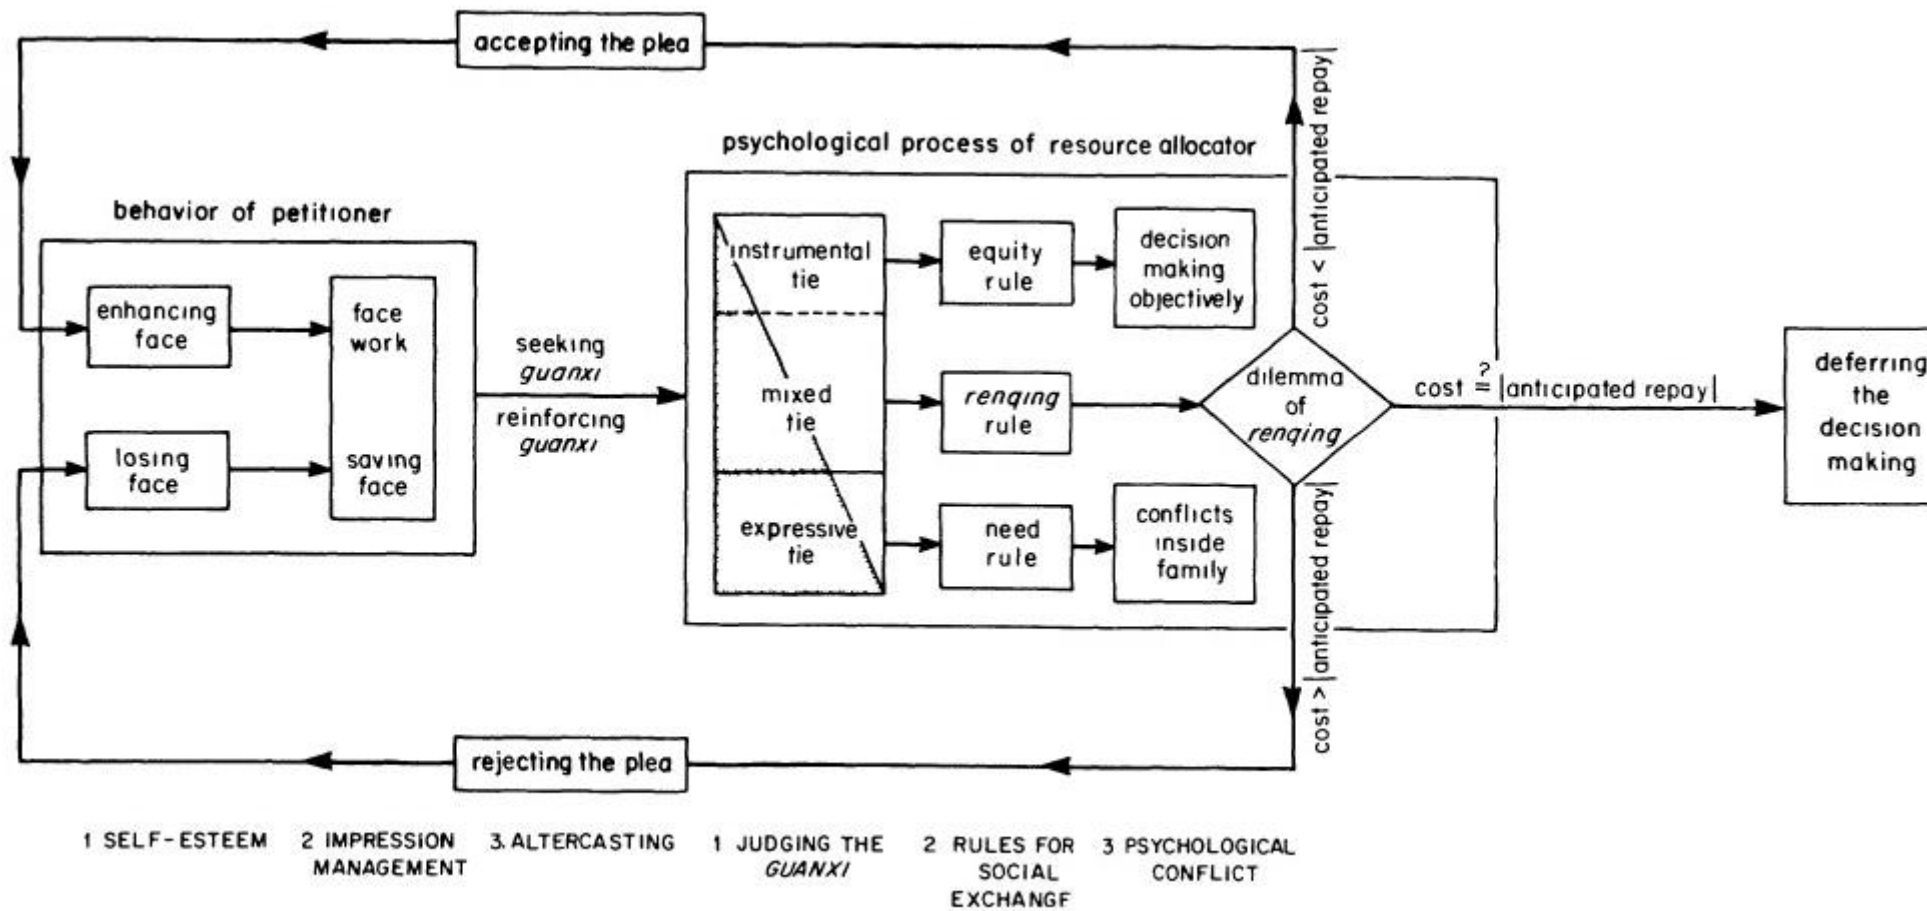 accepting the plea
psychological process of resource allocator
behavior of petitioner
enhancing
face
face
work
losing
face
saving
face
seeking
guanxi
reinforcing
guanxi
instrumental
tie
mixed
tie
expressive
tie
equity
rule
renqing
rule
need
rule
decision
making
objectively
conflicts
inside
family
dilemma
of
renqing
cost < |anticipated repay|
cost ≟ |anticipated repay|
cost > |anticipated repay|
deferring
the
decision
making
rejecting the plea
1 SELF-ESTEEM
2 IMPRESSION
MANAGEMENT
3. ALTERCASTING
1 JUDGING THE
GUANXI
2 RULES FOR
SOCIAL
EXCHANGF
3 PSYCHOLOGICAL
CONFLICT